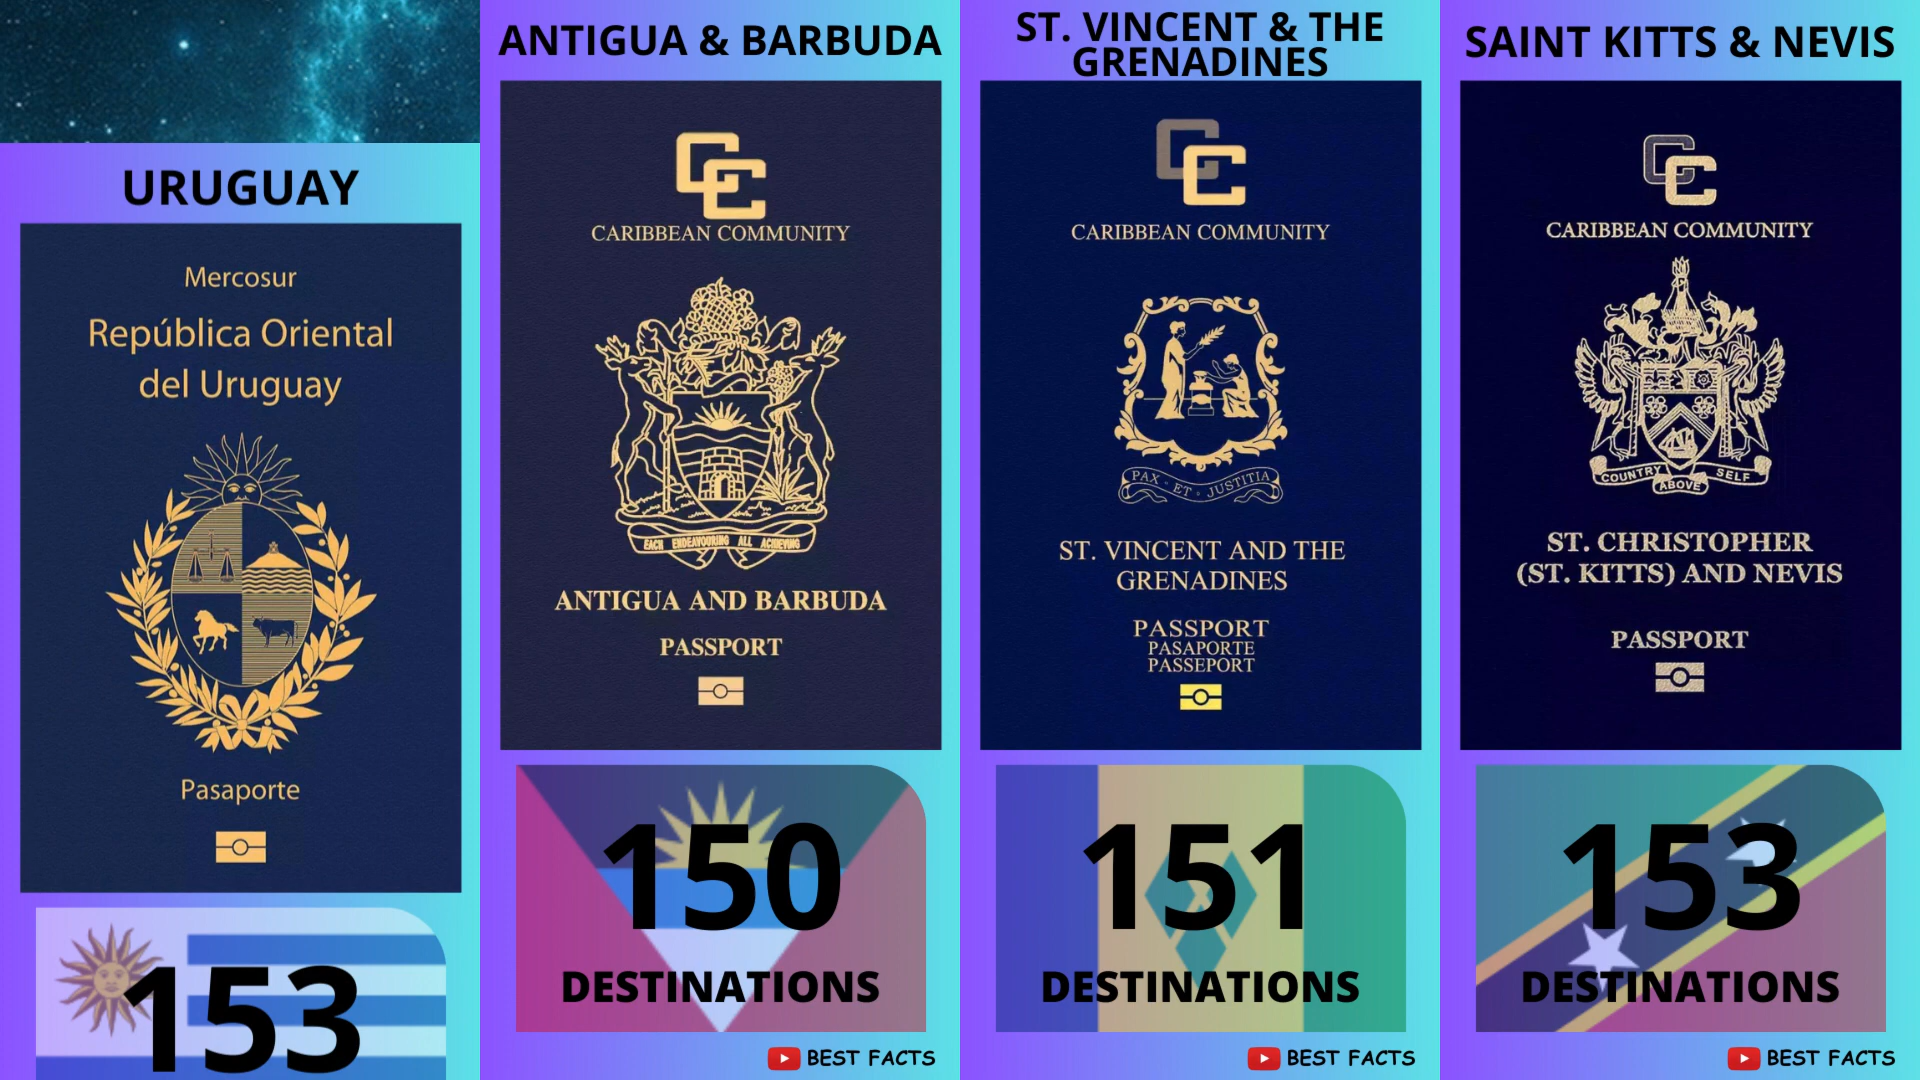 URUGUAY
Mercosur
República Oriental
del Uruguay
Pasaporte
153
ANTIGUA & BARBUDA
CARIBBEAN COMMUNITY
EACH ENDEAVOURING ALL ACHIEVING
ANTIGUA AND BARBUDA
PASSPORT
150
DESTINATIONS
BEST FACTS
ST. VINCENT & THE
GRENADINES
CARIBBEAN COMMUNITY
PAX ET JUSTITIA
ST. VINCENT AND THE
GRENADINES
PASSPORT
PASAPORTE
PASSEPORT
151
DESTINATIONS
BEST FACTS
SAINT KITTS & NEVIS
CARIBBEAN COMMUNITY
COUNTRY ABOVE SELF
ST. CHRISTOPHER
(ST. KITTS) AND NEVIS
PASSPORT
153
DESTINATIONS
BEST FACTS